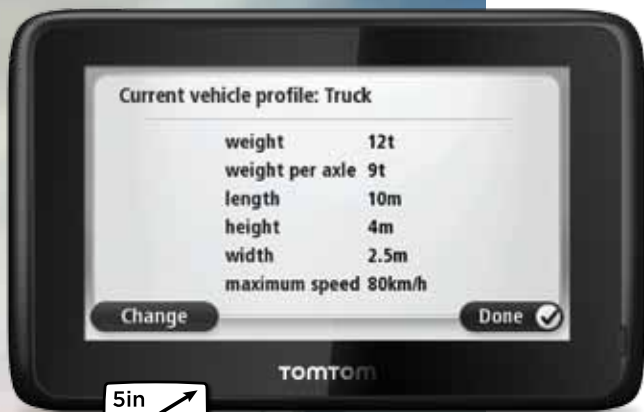 Current vehicle profile: Truck
weight 12t
weight per axle 9t
length 10m
height 4m
width 2.5m
maximum speed 80km/h
Change Done
TOMTOM
5in